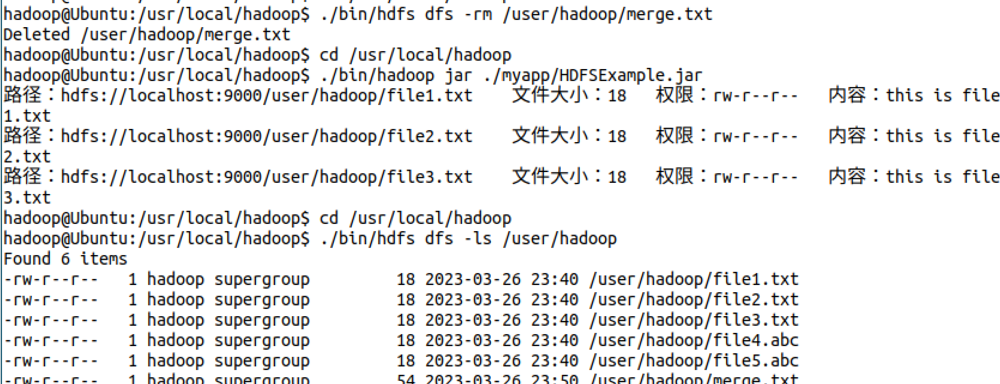 hadoop@Ubuntu:/usr/local/hadoop$ ./bin/hdfs dfs -rm /user/hadoop/merge.txt
Deleted /user/hadoop/merge.txt
hadoop@Ubuntu:/usr/local/hadoop$ cd /usr/local/hadoop
hadoop@Ubuntu:/usr/local/hadoop$ ./bin/hadoop jar ./myapp/HDFSExample.jar
路径：hdfs://localhost:9000/user/hadoop/file1.txt    文件大小：18   权限：rw-r--r--   内容：this is file
1.txt
路径：hdfs://localhost:9000/user/hadoop/file2.txt    文件大小：18   权限：rw-r--r--   内容：this is file
2.txt
路径：hdfs://localhost:9000/user/hadoop/file3.txt    文件大小：18   权限：rw-r--r--   内容：this is file
3.txt
hadoop@Ubuntu:/usr/local/hadoop$ cd /usr/local/hadoop
hadoop@Ubuntu:/usr/local/hadoop$ ./bin/hdfs dfs -ls /user/hadoop
Found 6 items
-rw-r--r--   1 hadoop supergroup         18 2023-03-26 23:40 /user/hadoop/file1.txt
-rw-r--r--   1 hadoop supergroup         18 2023-03-26 23:40 /user/hadoop/file2.txt
-rw-r--r--   1 hadoop supergroup         18 2023-03-26 23:40 /user/hadoop/file3.txt
-rw-r--r--   1 hadoop supergroup         18 2023-03-26 23:40 /user/hadoop/file4.abc
-rw-r--r--   1 hadoop supergroup         18 2023-03-26 23:40 /user/hadoop/file5.abc
-rw-r--r--   1 hadoop supergroup         54 2023-03-26 23:50 /user/hadoop/merge.txt